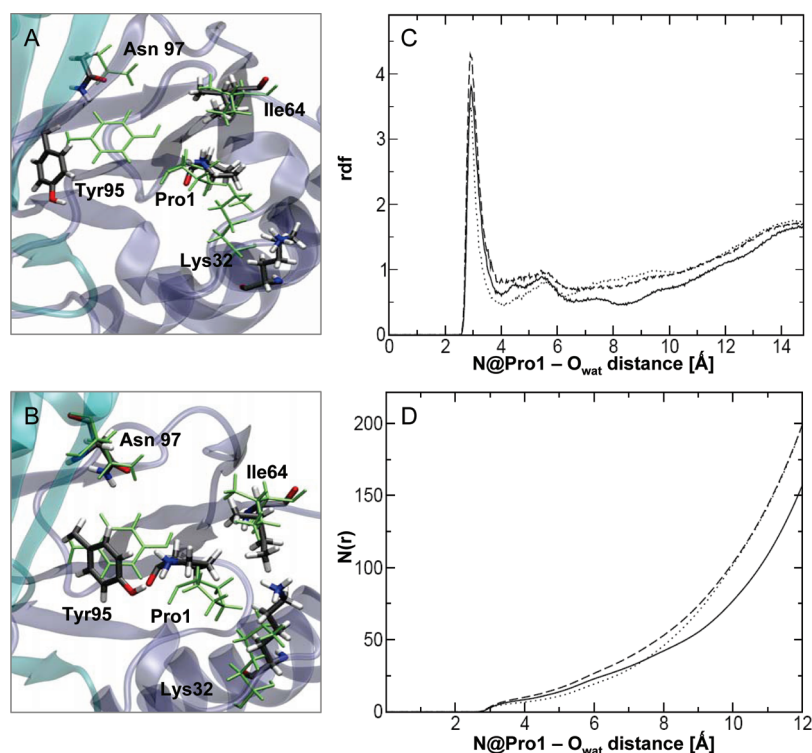 A
Asn 97
Ile64
Tyr95
Pro1
Lys32
C
rdf
4
3
2
1
0
0 2 4 6 8 10 12 14
N@Pro1 – Owat distance [Å]
B
Asn 97
Ile64
Tyr95
Pro1
Lys32
D
N(r)
200
150
100
50
0
2 4 6 8 10 12
N@Pro1 – Owat distance [Å]